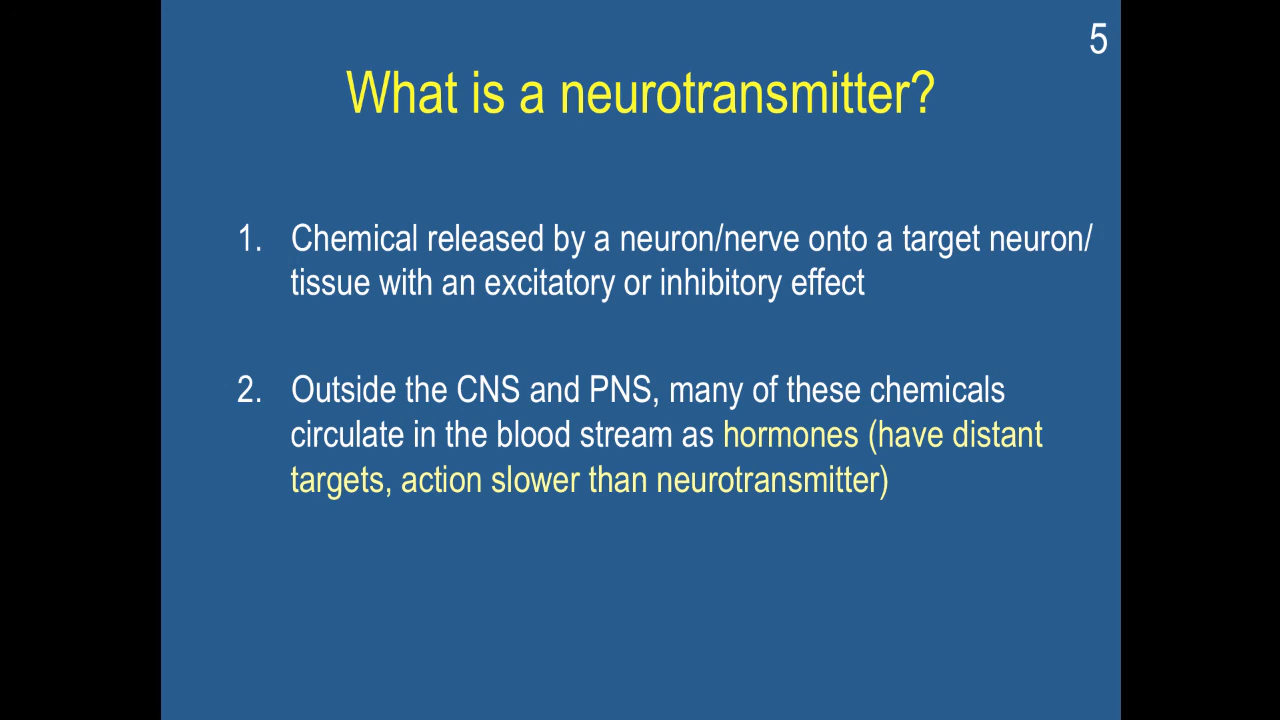 5
What is a neurotransmitter?
1. Chemical released by a neuron/nerve onto a target neuron/
tissue with an excitatory or inhibitory effect
2. Outside the CNS and PNS, many of these chemicals
circulate in the blood stream as hormones (have distant
targets, action slower than neurotransmitter)